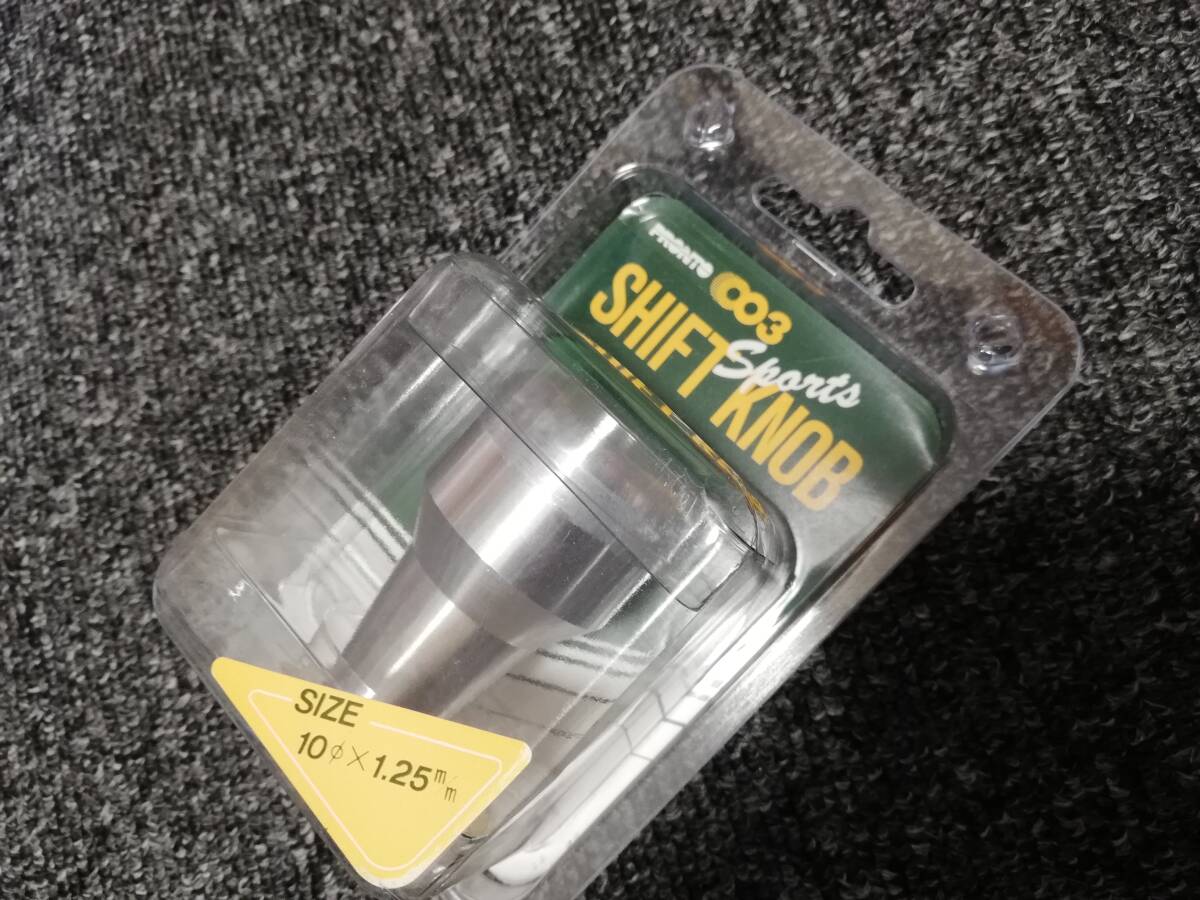 PRONTO 003
SHIFT Sports KNOB
SIZE
10φ×1.25m/m